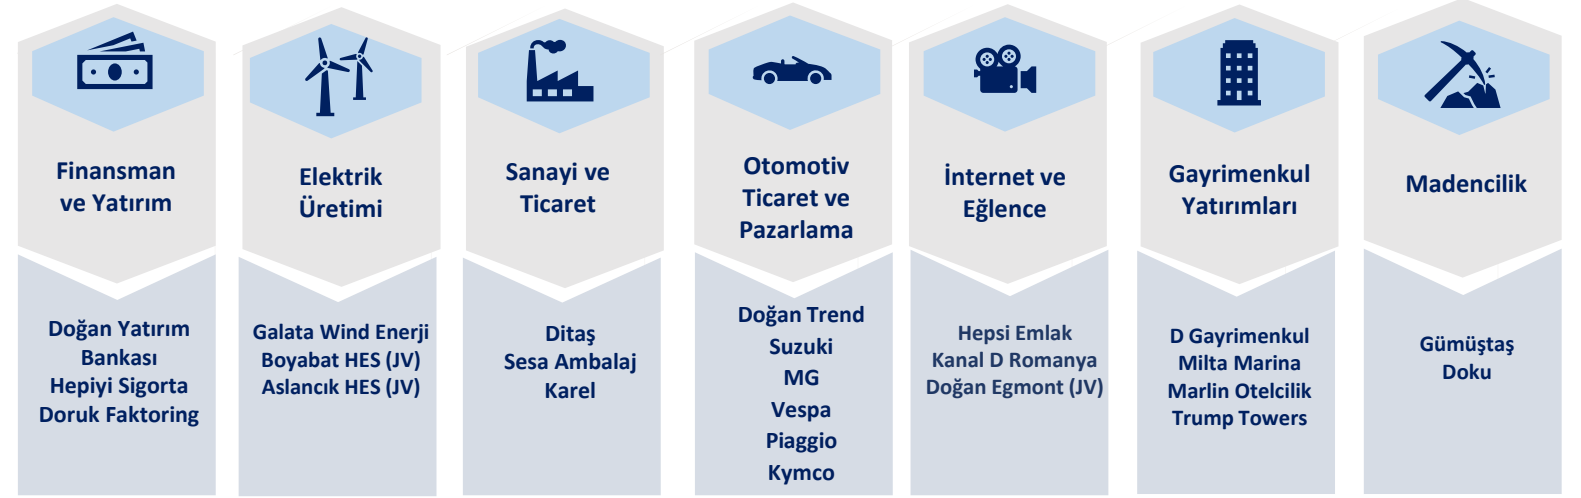 Finansman
ve Yatırım
Doğan Yatırım
Bankası
Hepiyi Sigorta
Doruk Faktoring
Elektrik
Üretimi
Galata Wind Enerji
Boyabat HES (JV)
Aslancık HES (JV)
Sanayi ve
Ticaret
Ditaş
Sesa Ambalaj
Karel
Otomotiv
Ticaret ve
Pazarlama
Doğan Trend
Suzuki
MG
Vespa
Piaggio
Kymco
İnternet ve
Eğlence
Hepsi Emlak
Kanal D Romanya
Doğan Egmont (JV)
Gayrimenkul
Yatırımları
D Gayrimenkul
Milta Marina
Marlin Otelcilik
Trump Towers
Madencilik
Gümüştaş
Doku